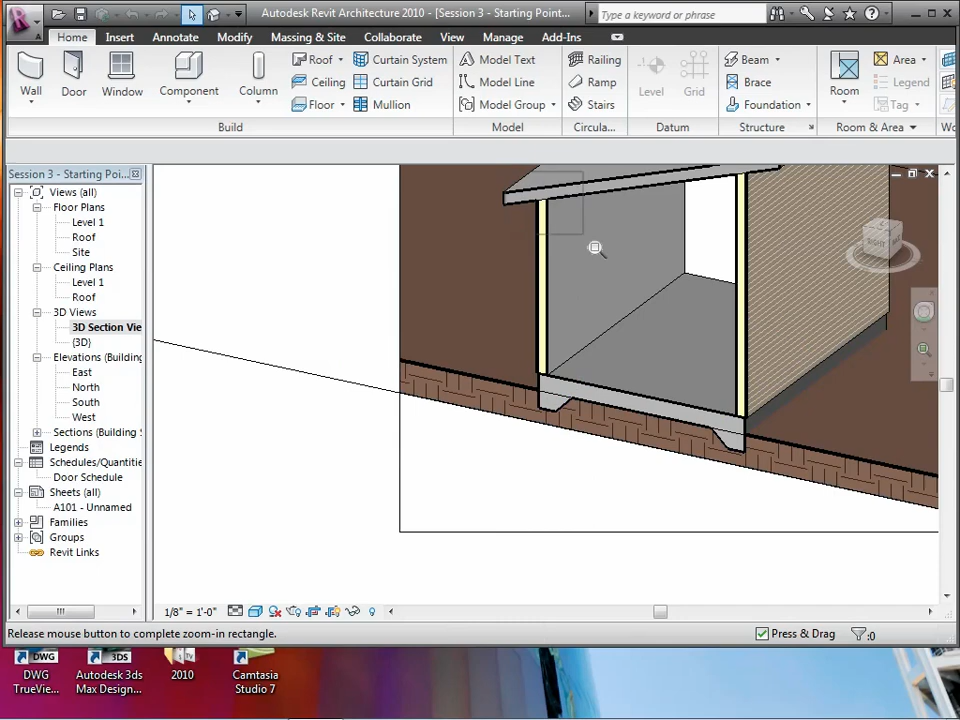 Autodesk Revit Architecture 2010 - [Session 3 - Starting Point...
Type a keyword or phrase
Home Insert Annotate Modify Massing & Site Collaborate View Manage Add-Ins
Wall
Door
Window
Component
Column
Roof
Ceiling
Floor
Curtain System
Curtain Grid
Mullion
Model Text
Model Line
Model Group
Railing
Ramp
Stairs
Level
Grid
Beam
Brace
Foundation
Room
Area
Legend
Tag
Build
Model
Circula...
Datum
Structure
Room & Area
Session 3 - Starting Point
Views (all)
Floor Plans
Level 1
Roof
Site
Ceiling Plans
Level 1
Roof
3D Views
3D Section Vie
{3D}
Elevations (Building
East
North
South
West
Sections (Building S
Legends
Schedules/Quantitie
Door Schedule
Sheets (all)
A101 - Unnamed
Families
Groups
Revit Links
RIGHT
1/8" = 1'-0"
Release mouse button to complete zoom-in rectangle.
Press & Drag
:0
DWG
DWG
TrueView...
3DS
Autodesk 3ds
Max Design...
2010
Camtasia
Studio 7